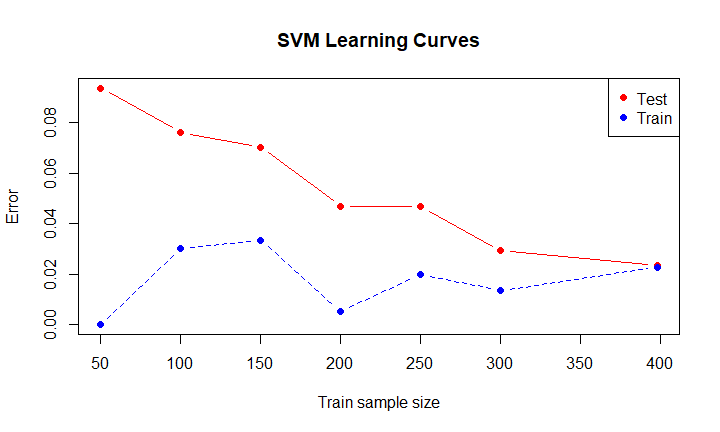 SVM Learning Curves
Test
Train
Error
0.00 0.02 0.04 0.06 0.08
50 100 150 200 250 300 350 400
Train sample size